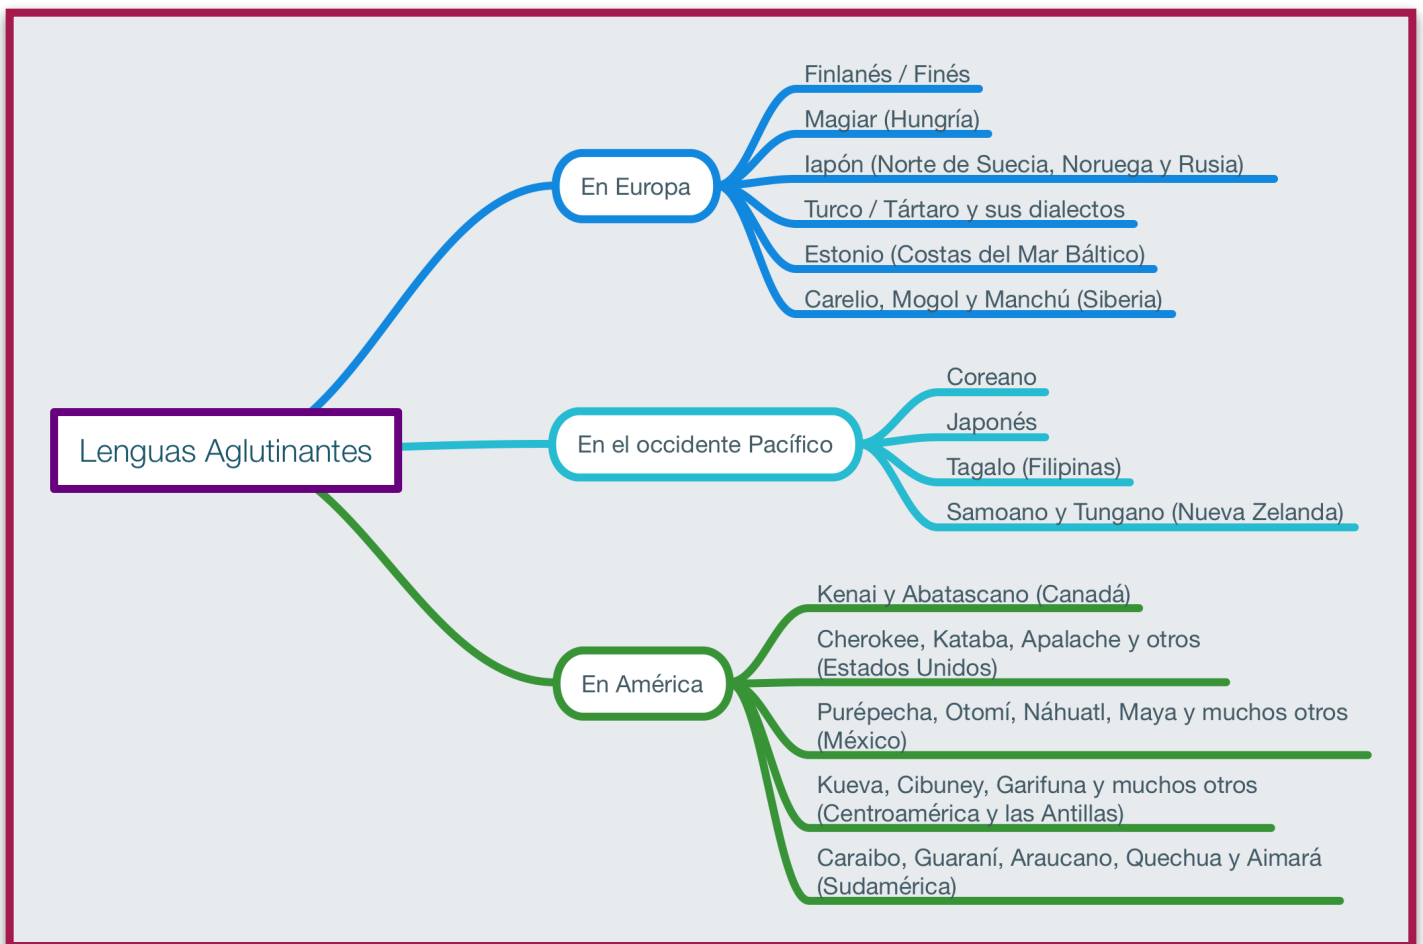 Lenguas Aglutinantes
En Europa
Finlanés / Finés
Magiar (Hungría)
lapón (Norte de Suecia, Noruega y Rusia)
Turco / Tártaro y sus dialectos
Estonio (Costas del Mar Báltico)
Carelio, Mogol y Manchú (Siberia)
En el occidente Pacífico
Coreano
Japonés
Tagalo (Filipinas)
Samoano y Tungano (Nueva Zelanda)
En América
Kenai y Abatascano (Canadá)
Cherokee, Kataba, Apalache y otros
(Estados Unidos)
Purépecha, Otomí, Náhuatl, Maya y muchos otros
(México)
Kueva, Cibuney, Garifuna y muchos otros
(Centroamérica y las Antillas)
Caraibo, Guaraní, Araucano, Quechua y Aimará
(Sudamérica)